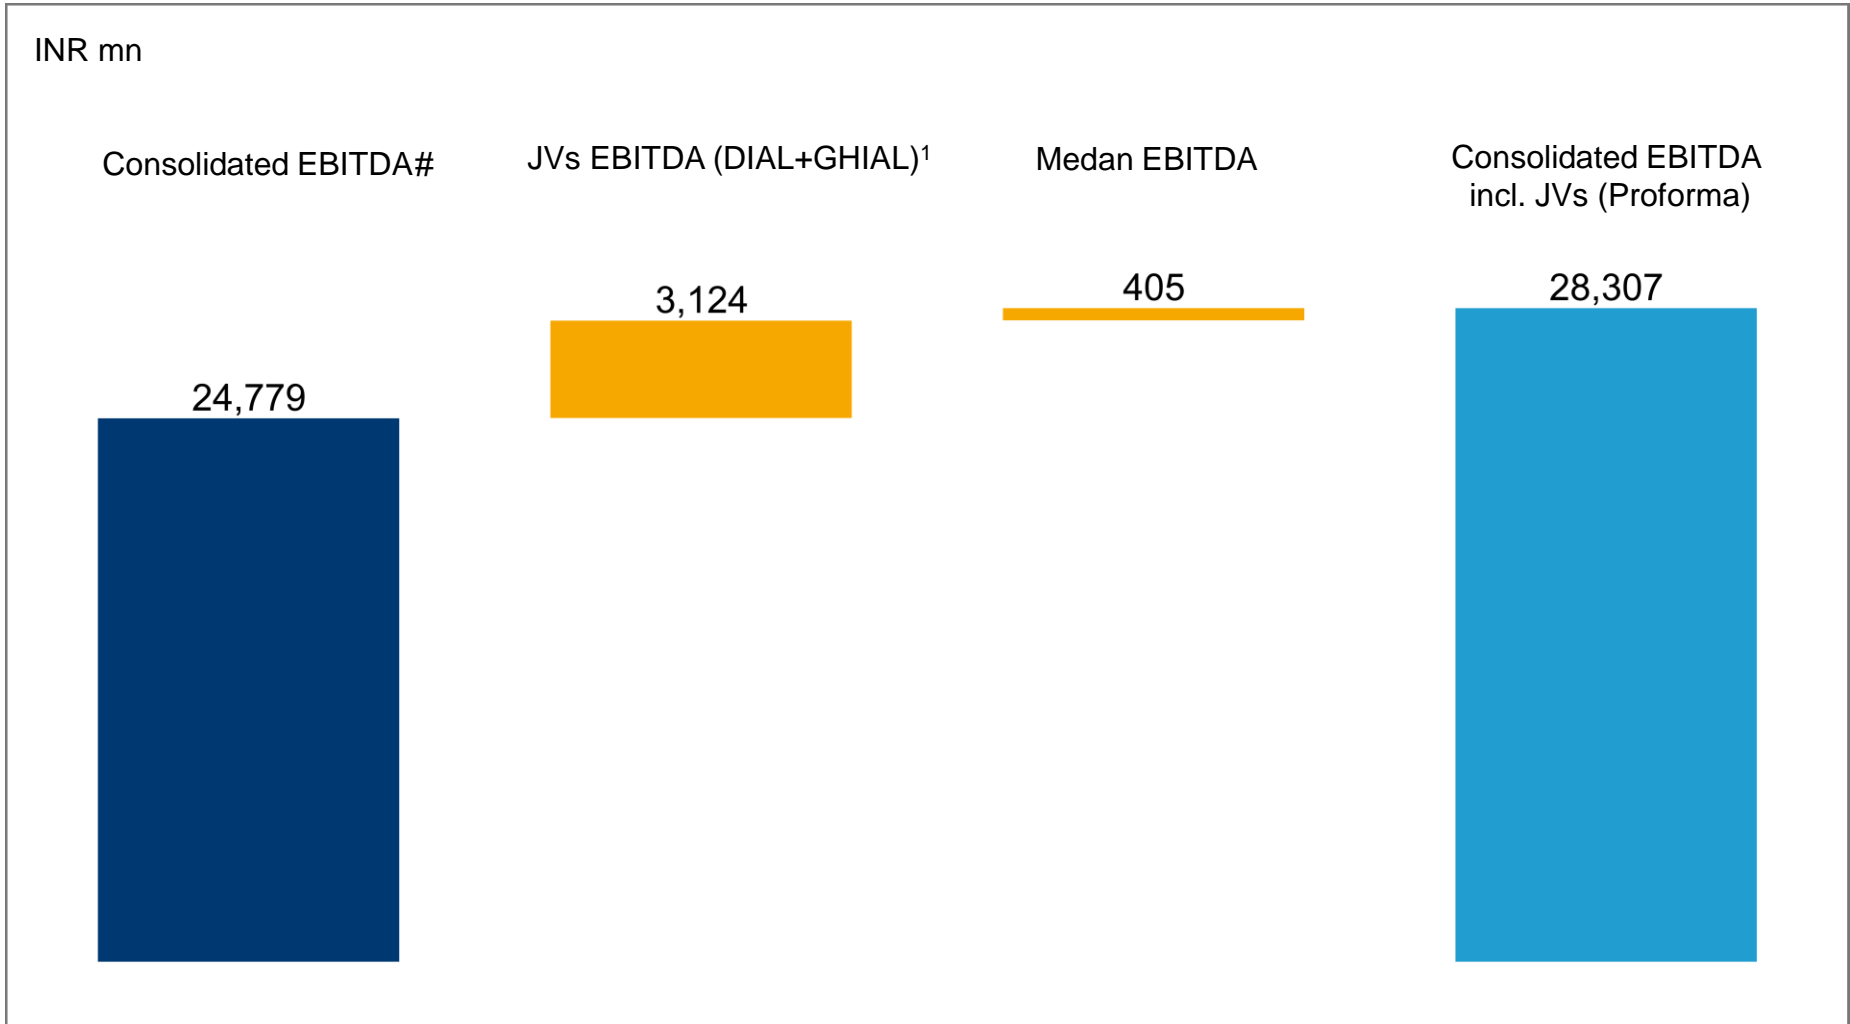 INR mn
Consolidated EBITDA#
JVs EBITDA (DIAL+GHIAL)¹
Medan EBITDA
Consolidated EBITDA
incl. JVs (Proforma)
24,779
3,124
405
28,307